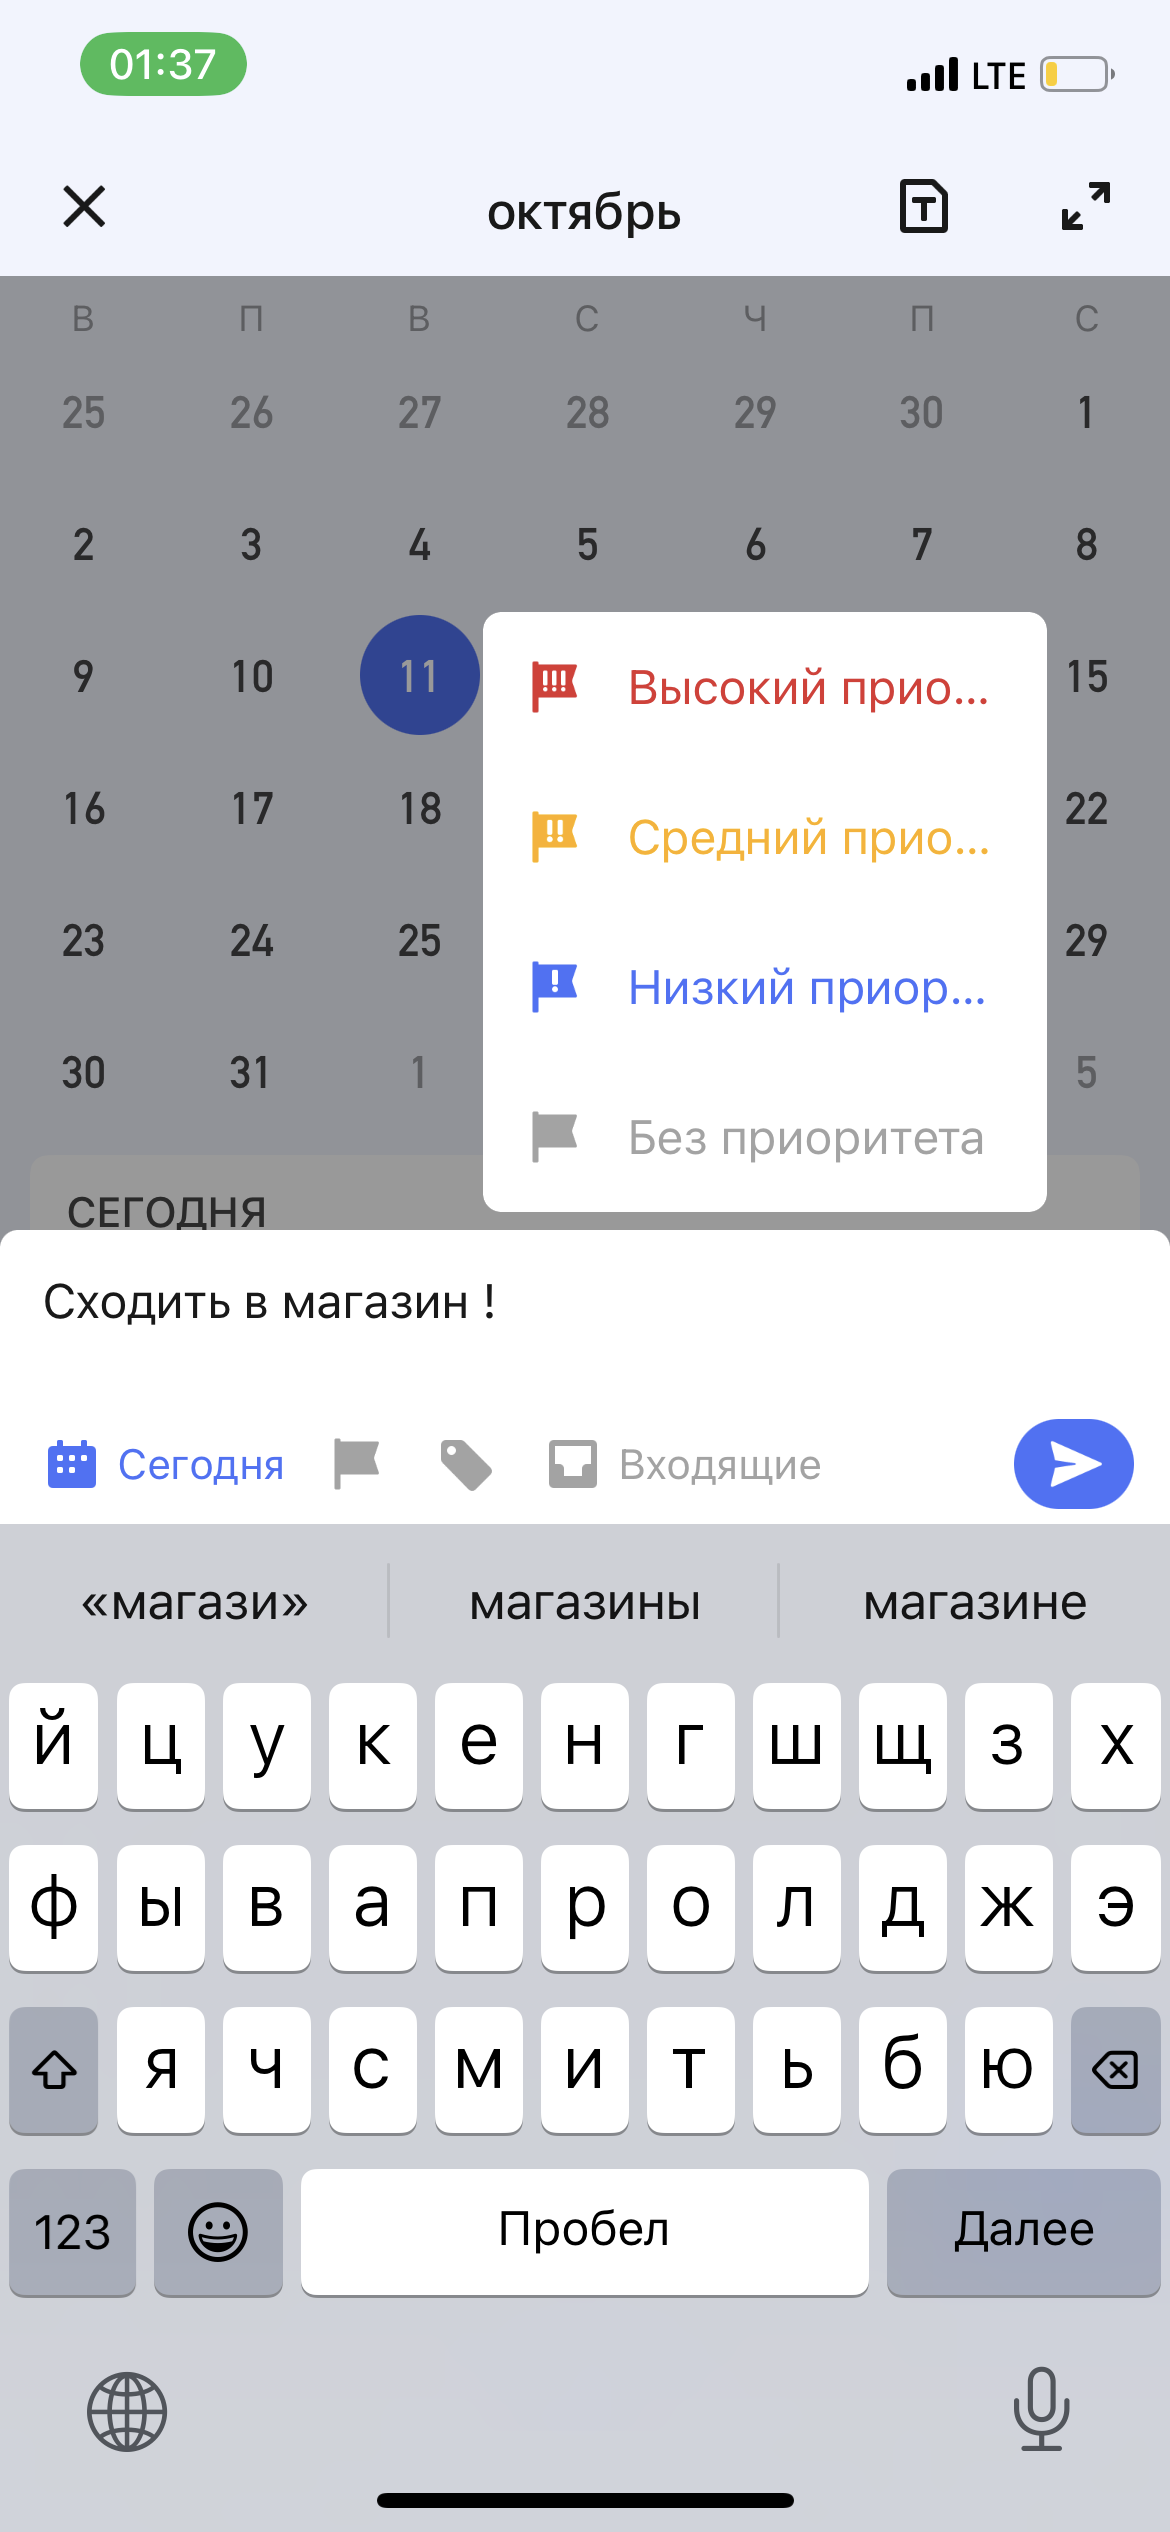 01:37 LTE
октябрь
В П В С Ч П С
25 26 27 28 29 30 1
2 3 4 5 6 7 8
9 10 11 15
16 17 18 22
23 24 25 29
30 31 1 5
Высокий прио...
Средний прио...
Низкий приор...
Без приоритета
СЕГОДНЯ
Сходить в магазин !
Сегодня Входящие
«магази» магазины магазине
й ц у к е н г ш щ з х
ф ы в а п р о л д ж э
я ч с м и т ь б ю
123 Пробел Далее